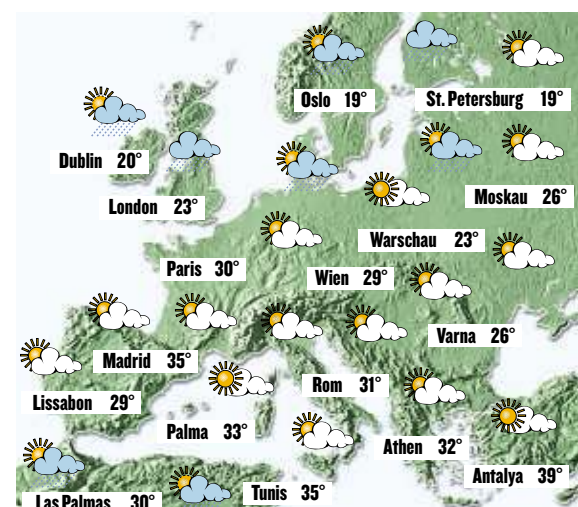 Oslo 19°
St. Petersburg 19°
Dublin 20°
Moskau 26°
London 23°
Warschau 23°
Paris 30°
Wien 29°
Varna 26°
Madrid 35°
Rom 31°
Lissabon 29°
Palma 33°
Athen 32°
Antalya 39°
Las Palmas 30°
Tunis 35°